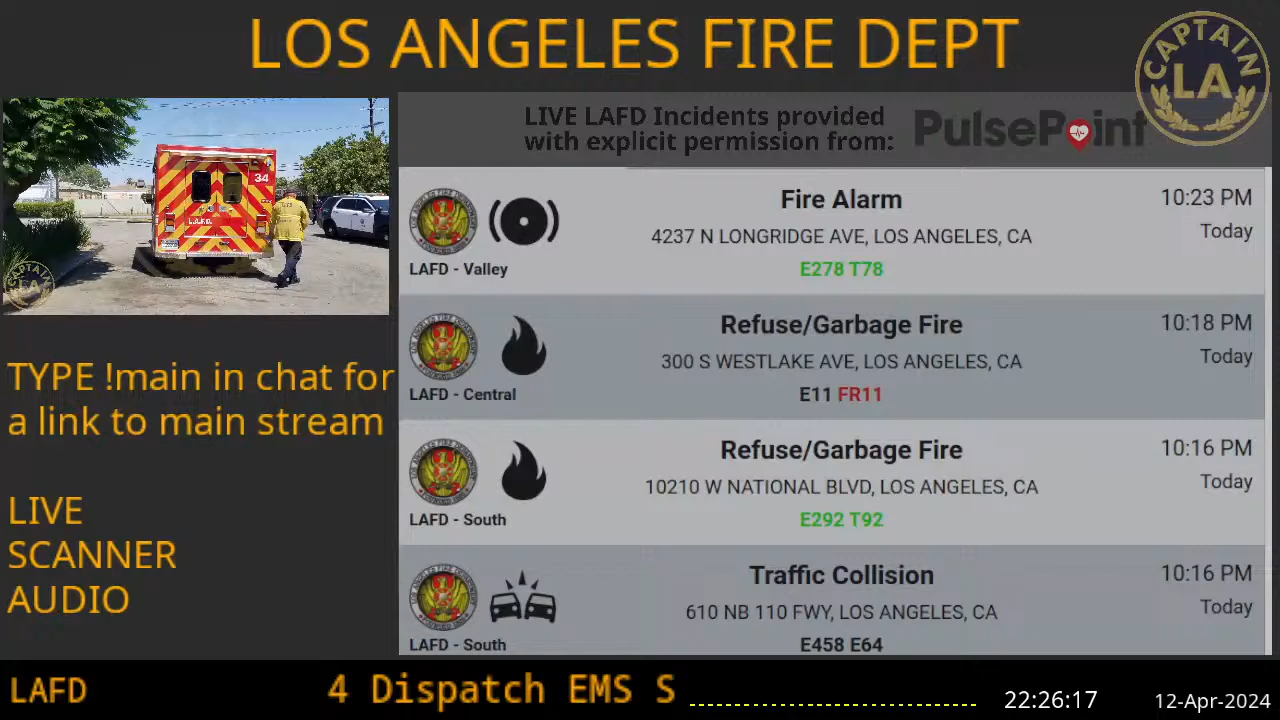 LOS ANGELES FIRE DEPT
CAPTAIN
LA
LIVE LAFD Incidents provided
with explicit permission from:
PulsePoint
34
L.A.F.D.
CAPTAIN
LA
TYPE !main in chat for
a link to main stream
LIVE
SCANNER
AUDIO
Fire Alarm
10:23 PM
4237 N LONGRIDGE AVE, LOS ANGELES, CA
Today
LAFD - Valley
E278 T78
Refuse/Garbage Fire
10:18 PM
300 S WESTLAKE AVE, LOS ANGELES, CA
Today
LAFD - Central
E11 FR11
Refuse/Garbage Fire
10:16 PM
10210 W NATIONAL BLVD, LOS ANGELES, CA
Today
LAFD - South
E292 T92
Traffic Collision
10:16 PM
610 NB 110 FWY, LOS ANGELES, CA
Today
LAFD - South
E458 E64
LAFD
4 Dispatch EMS S
22:26:17
12-Apr-2024